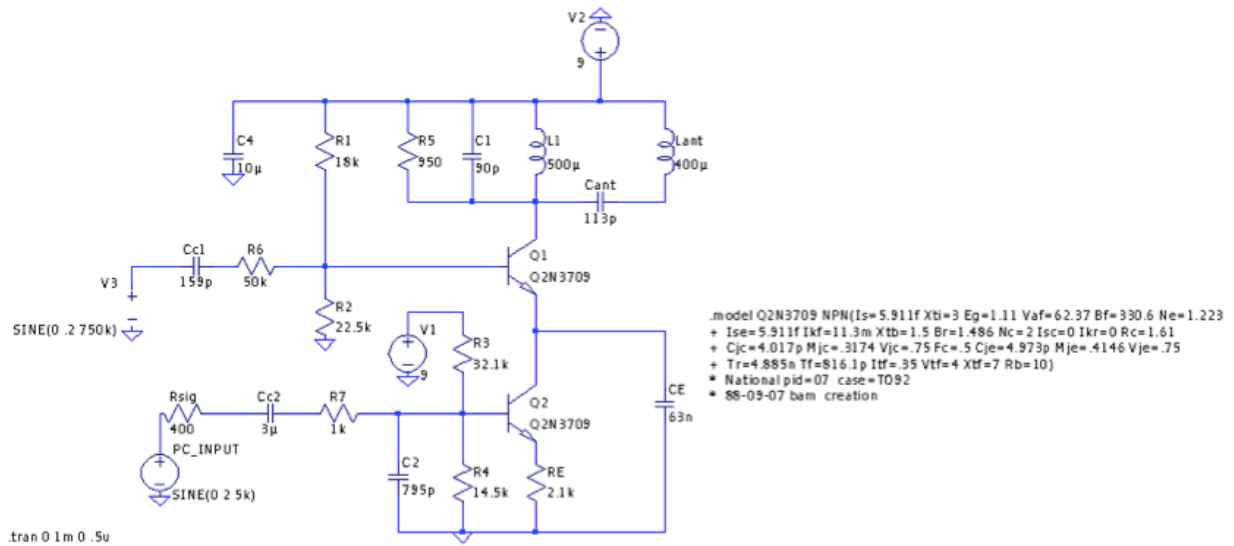 V2
9
C4
10µ
R1
18k
R5
950
C1
90p
L1
500µ
Lant
400µ
Cant
113p
Cc1
159p
R6
50k
Q1
Q2N3709
V3
SINE(0 .2 750k)
R2
22.5k
V1
9
R3
32.1k
.model Q2N3709 NPN(Is=5.911f Xti=3 Eg=1.11 Vaf=62.37 Bf=330.6 Ne=1.223
+ Ise=5.911f Ikf=11.3m Xtb=1.5 Br=1.486 Nc=2 Isc=0 Ikr=0 Rc=1.61
+ Cjc=4.017p Mjc=.3174 Vjc=.75 Fc=.5 Cje=4.973p Mje=.4146 Vje=.75
+ Tr=4.885n Tf=816.1p Itf=.35 Vtf=4 Xtf=7 Rb=10)
* National pid=07 case=TO92
* 88-09-07 bam creation
Rsig
400
Cc2
3µ
R7
1k
Q2
Q2N3709
CE
63n
PC_INPUT
SINE(0 2 5k)
C2
795p
R4
14.5k
RE
2.1k
.tran 0 1m 0 .5u